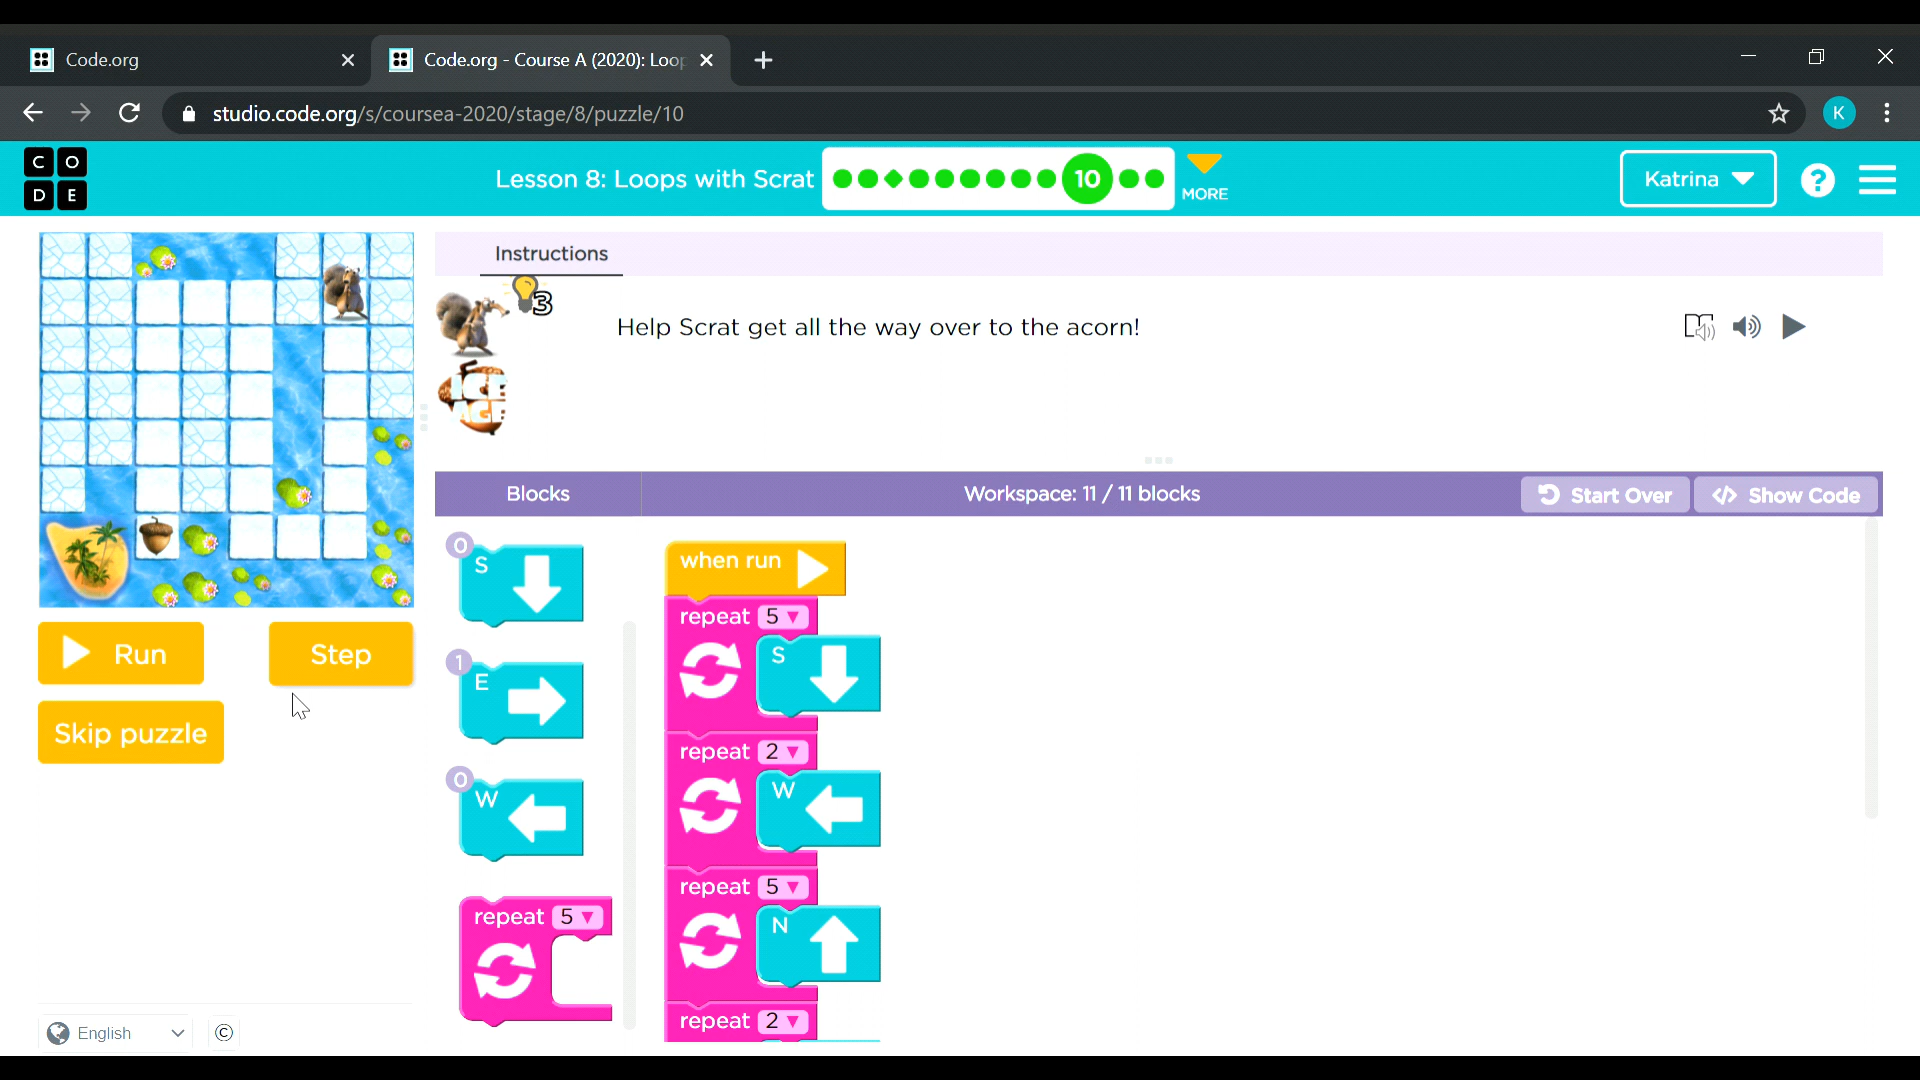 Code.org
Code.org - Course A (2020): Loop
studio.code.org/s/coursea-2020/stage/8/puzzle/10
K
C O
D E
Lesson 8: Loops with Scrat
10
MORE
Katrina
?
Instructions
3
Help Scrat get all the way over to the acorn!
ICE
AGE
Blocks
Workspace: 11 / 11 blocks
Start Over
</> Show Code
Run
Step
Skip puzzle
0
S
1
E
0
W
repeat 5
when run
repeat 5
S
repeat 2
W
repeat 5
N
repeat 2
English
©